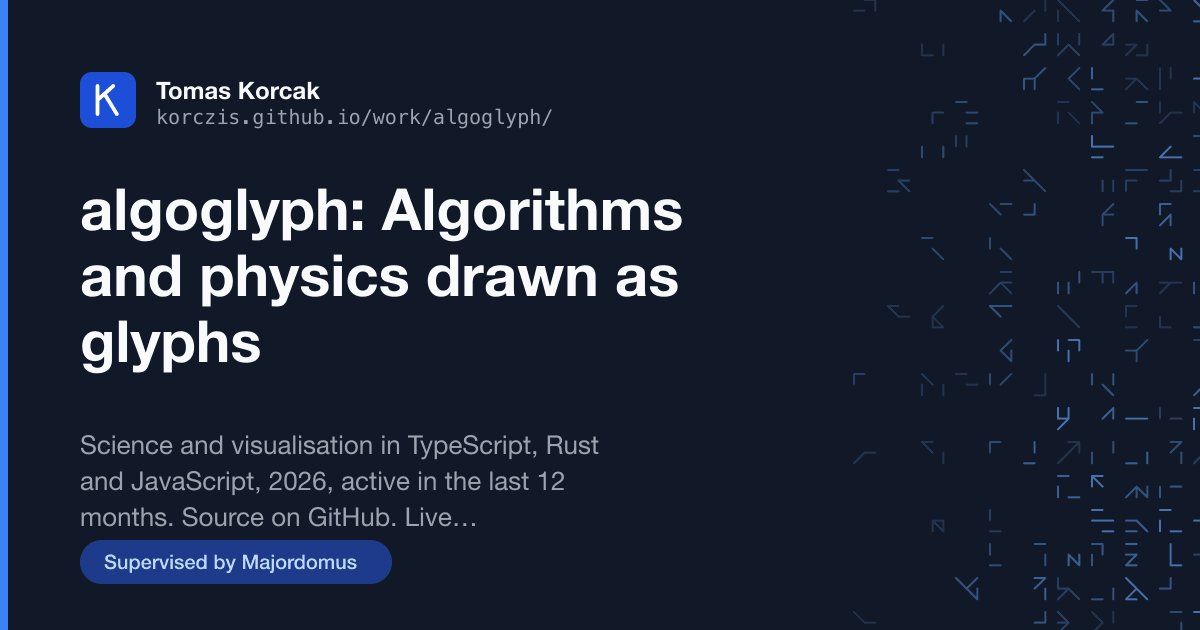 K
Tomas Korcak
korczis.github.io/work/algoglyph/
algoglyph: Algorithms
and physics drawn as
glyphs
Science and visualisation in TypeScript, Rust
and JavaScript, 2026, active in the last 12
months. Source on GitHub. Live…
Supervised by Majordomus